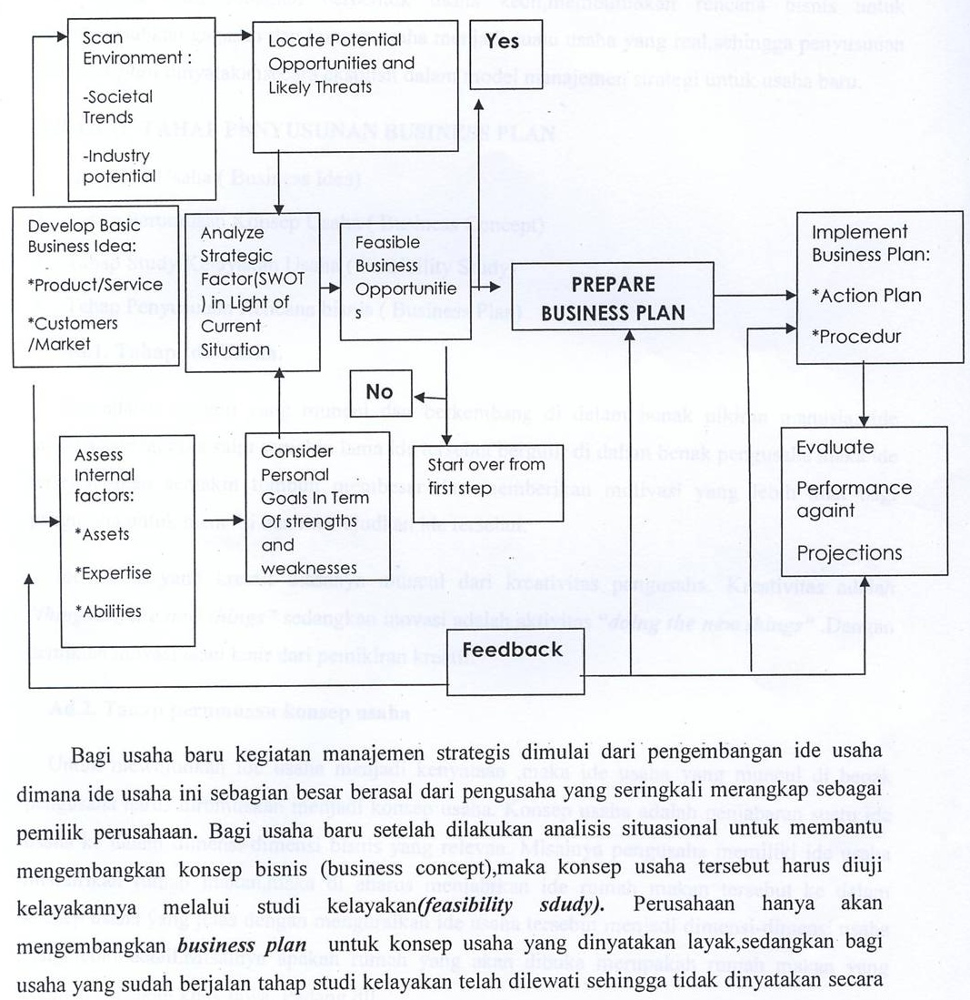 Scan
Environment :
-Societal
Trends
-Industry
potential
Locate Potential
Opportunities and
Likely Threats
Yes
Develop Basic
Business Idea:
*Product/Service
*Customers
/Market
Analyze
Strategic
Factor(SWOT
) in Light of
Current
Situation
Feasible
Business
Opportunitie
s
PREPARE
BUSINESS PLAN
Implement
Business Plan:
*Action Plan
*Procedur
No
Assess
Internal
factors:
*Assets
*Expertise
*Abilities
Consider
Personal
Goals In Term
Of strengths
and
weaknesses
Start over from
first step
Evaluate
Performance
againt
Projections
Feedback
Bagi usaha baru kegiatan manajemen strategis dimulai dari pengembangan ide usaha
dimana ide usaha ini sebagian besar berasal dari pengusaha yang seringkali merangkap sebagai
pemilik perusahaan. Bagi usaha baru setelah dilakukan analisis situasional untuk membantu
mengembangkan konsep bisnis (business concept),maka konsep usaha tersebut harus diuji
kelayakannya melalui studi kelayakan(feasibility sdudy). Perusahaan hanya akan
mengembangkan business plan untuk konsep usaha yang dinyatakan layak,sedangkan bagi
usaha yang sudah berjalan tahap studi kelayakan telah dilewati sehingga tidak dinyatakan secara